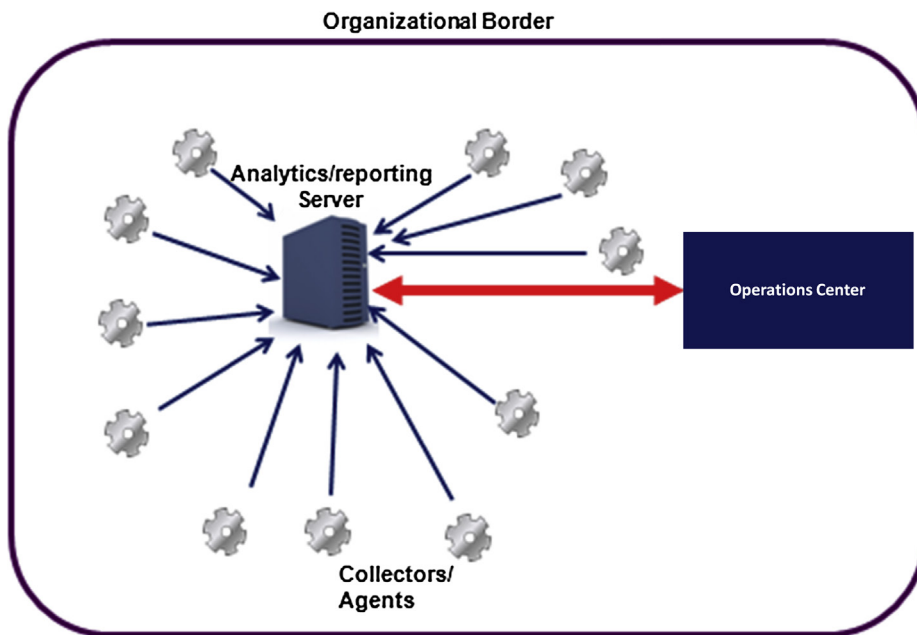 Organizational Border
Analytics/reporting
Server
Operations Center
Collectors/
Agents